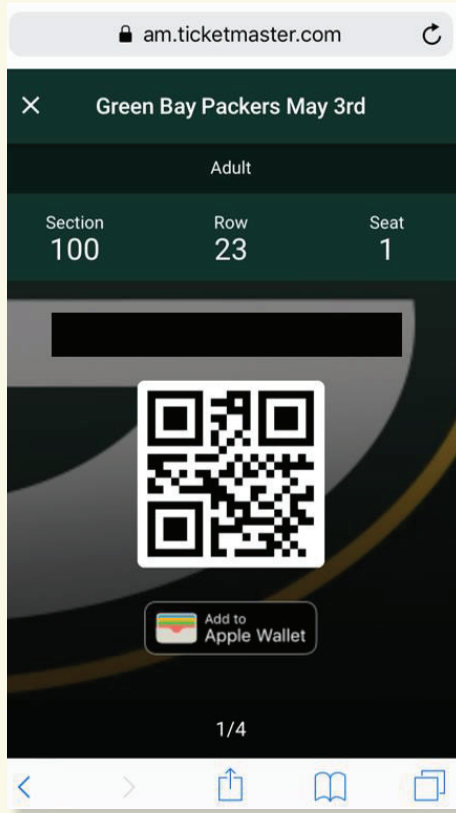 am.ticketmaster.com
Green Bay Packers May 3rd
Adult
Section Row Seat
100 23 1
Add to
Apple Wallet
1/4